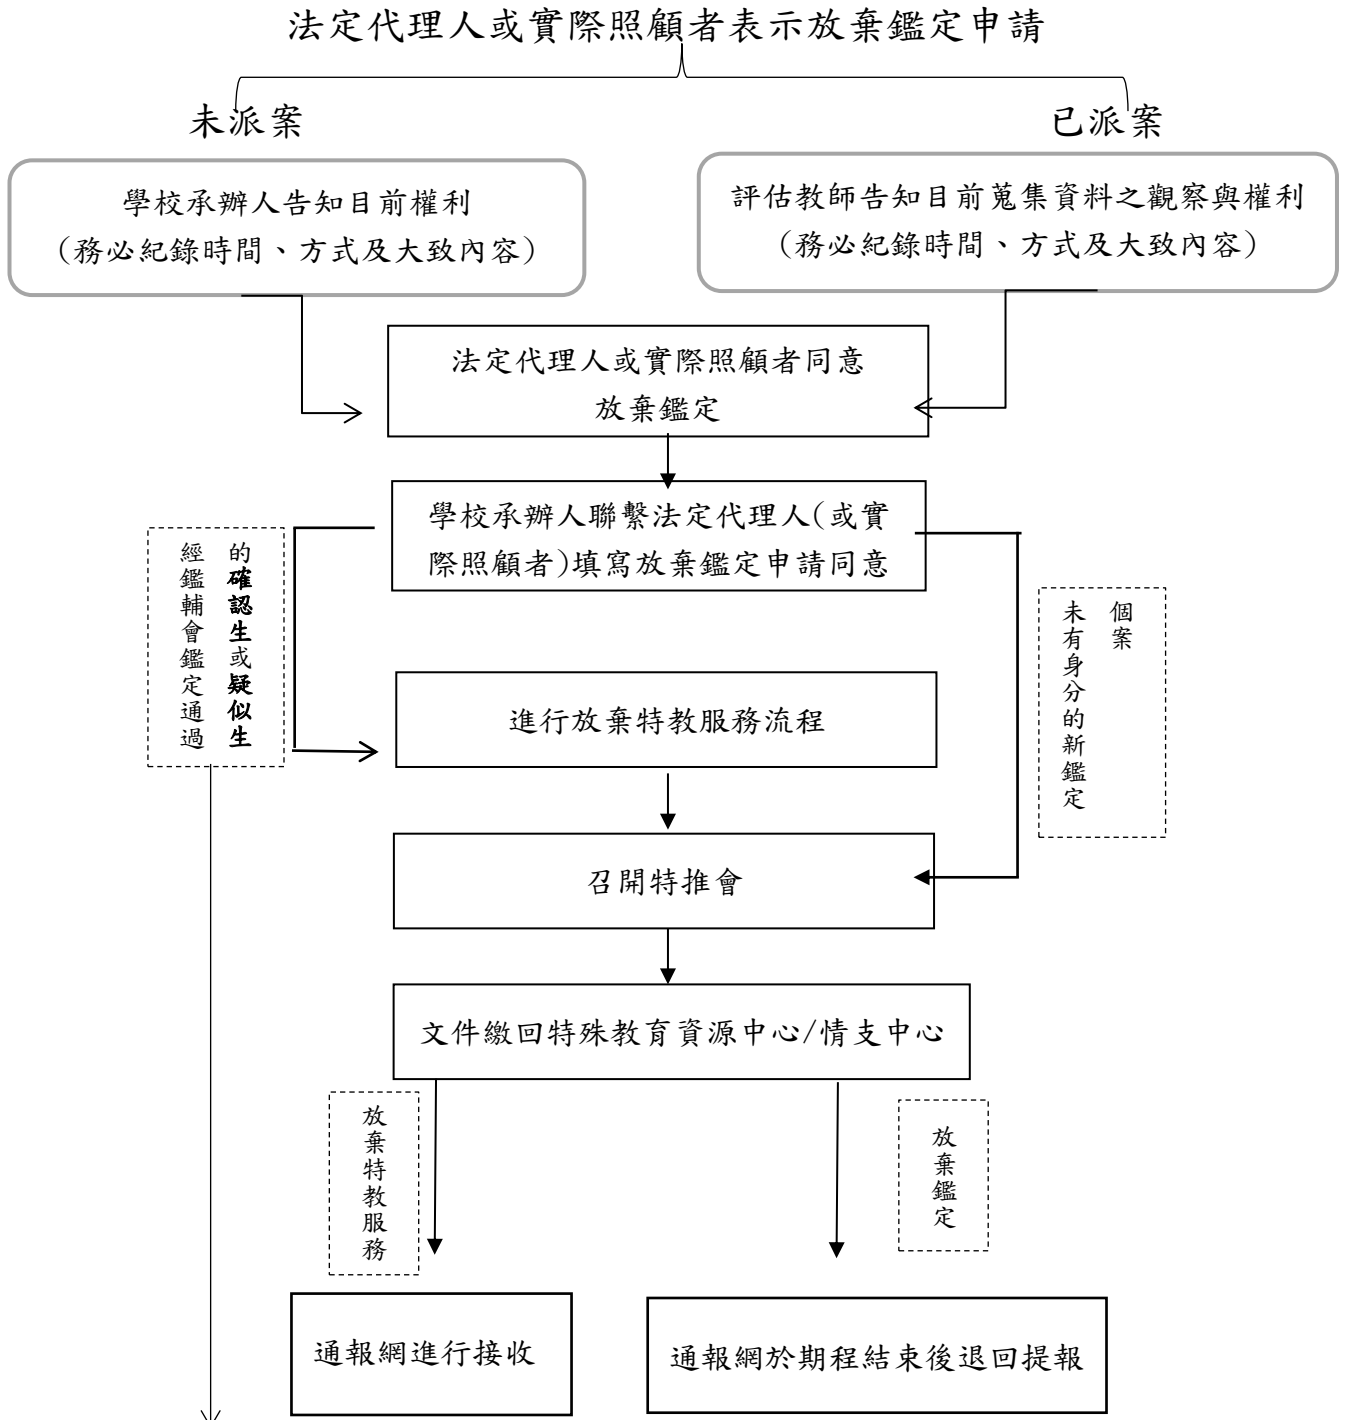 法定代理人或實際照顧者表示放棄鑑定申請
未派案
已派案
學校承辦人告知目前權利
(務必紀錄時間、方式及大致內容)
評估教師告知目前蒐集資料之觀察與權利
(務必紀錄時間、方式及大致內容)
法定代理人或實際照顧者同意
放棄鑑定
學校承辦人聯繫法定代理人(或實
際照顧者)填寫放棄鑑定申請同意
經鑑輔會鑑定通過
的確認生或疑似生
個案
未有身分的新鑑定
進行放棄特教服務流程
召開特推會
文件繳回特殊教育資源中心/情支中心
放棄特教服務
放棄鑑定
通報網進行接收
通報網於期程結束後退回提報